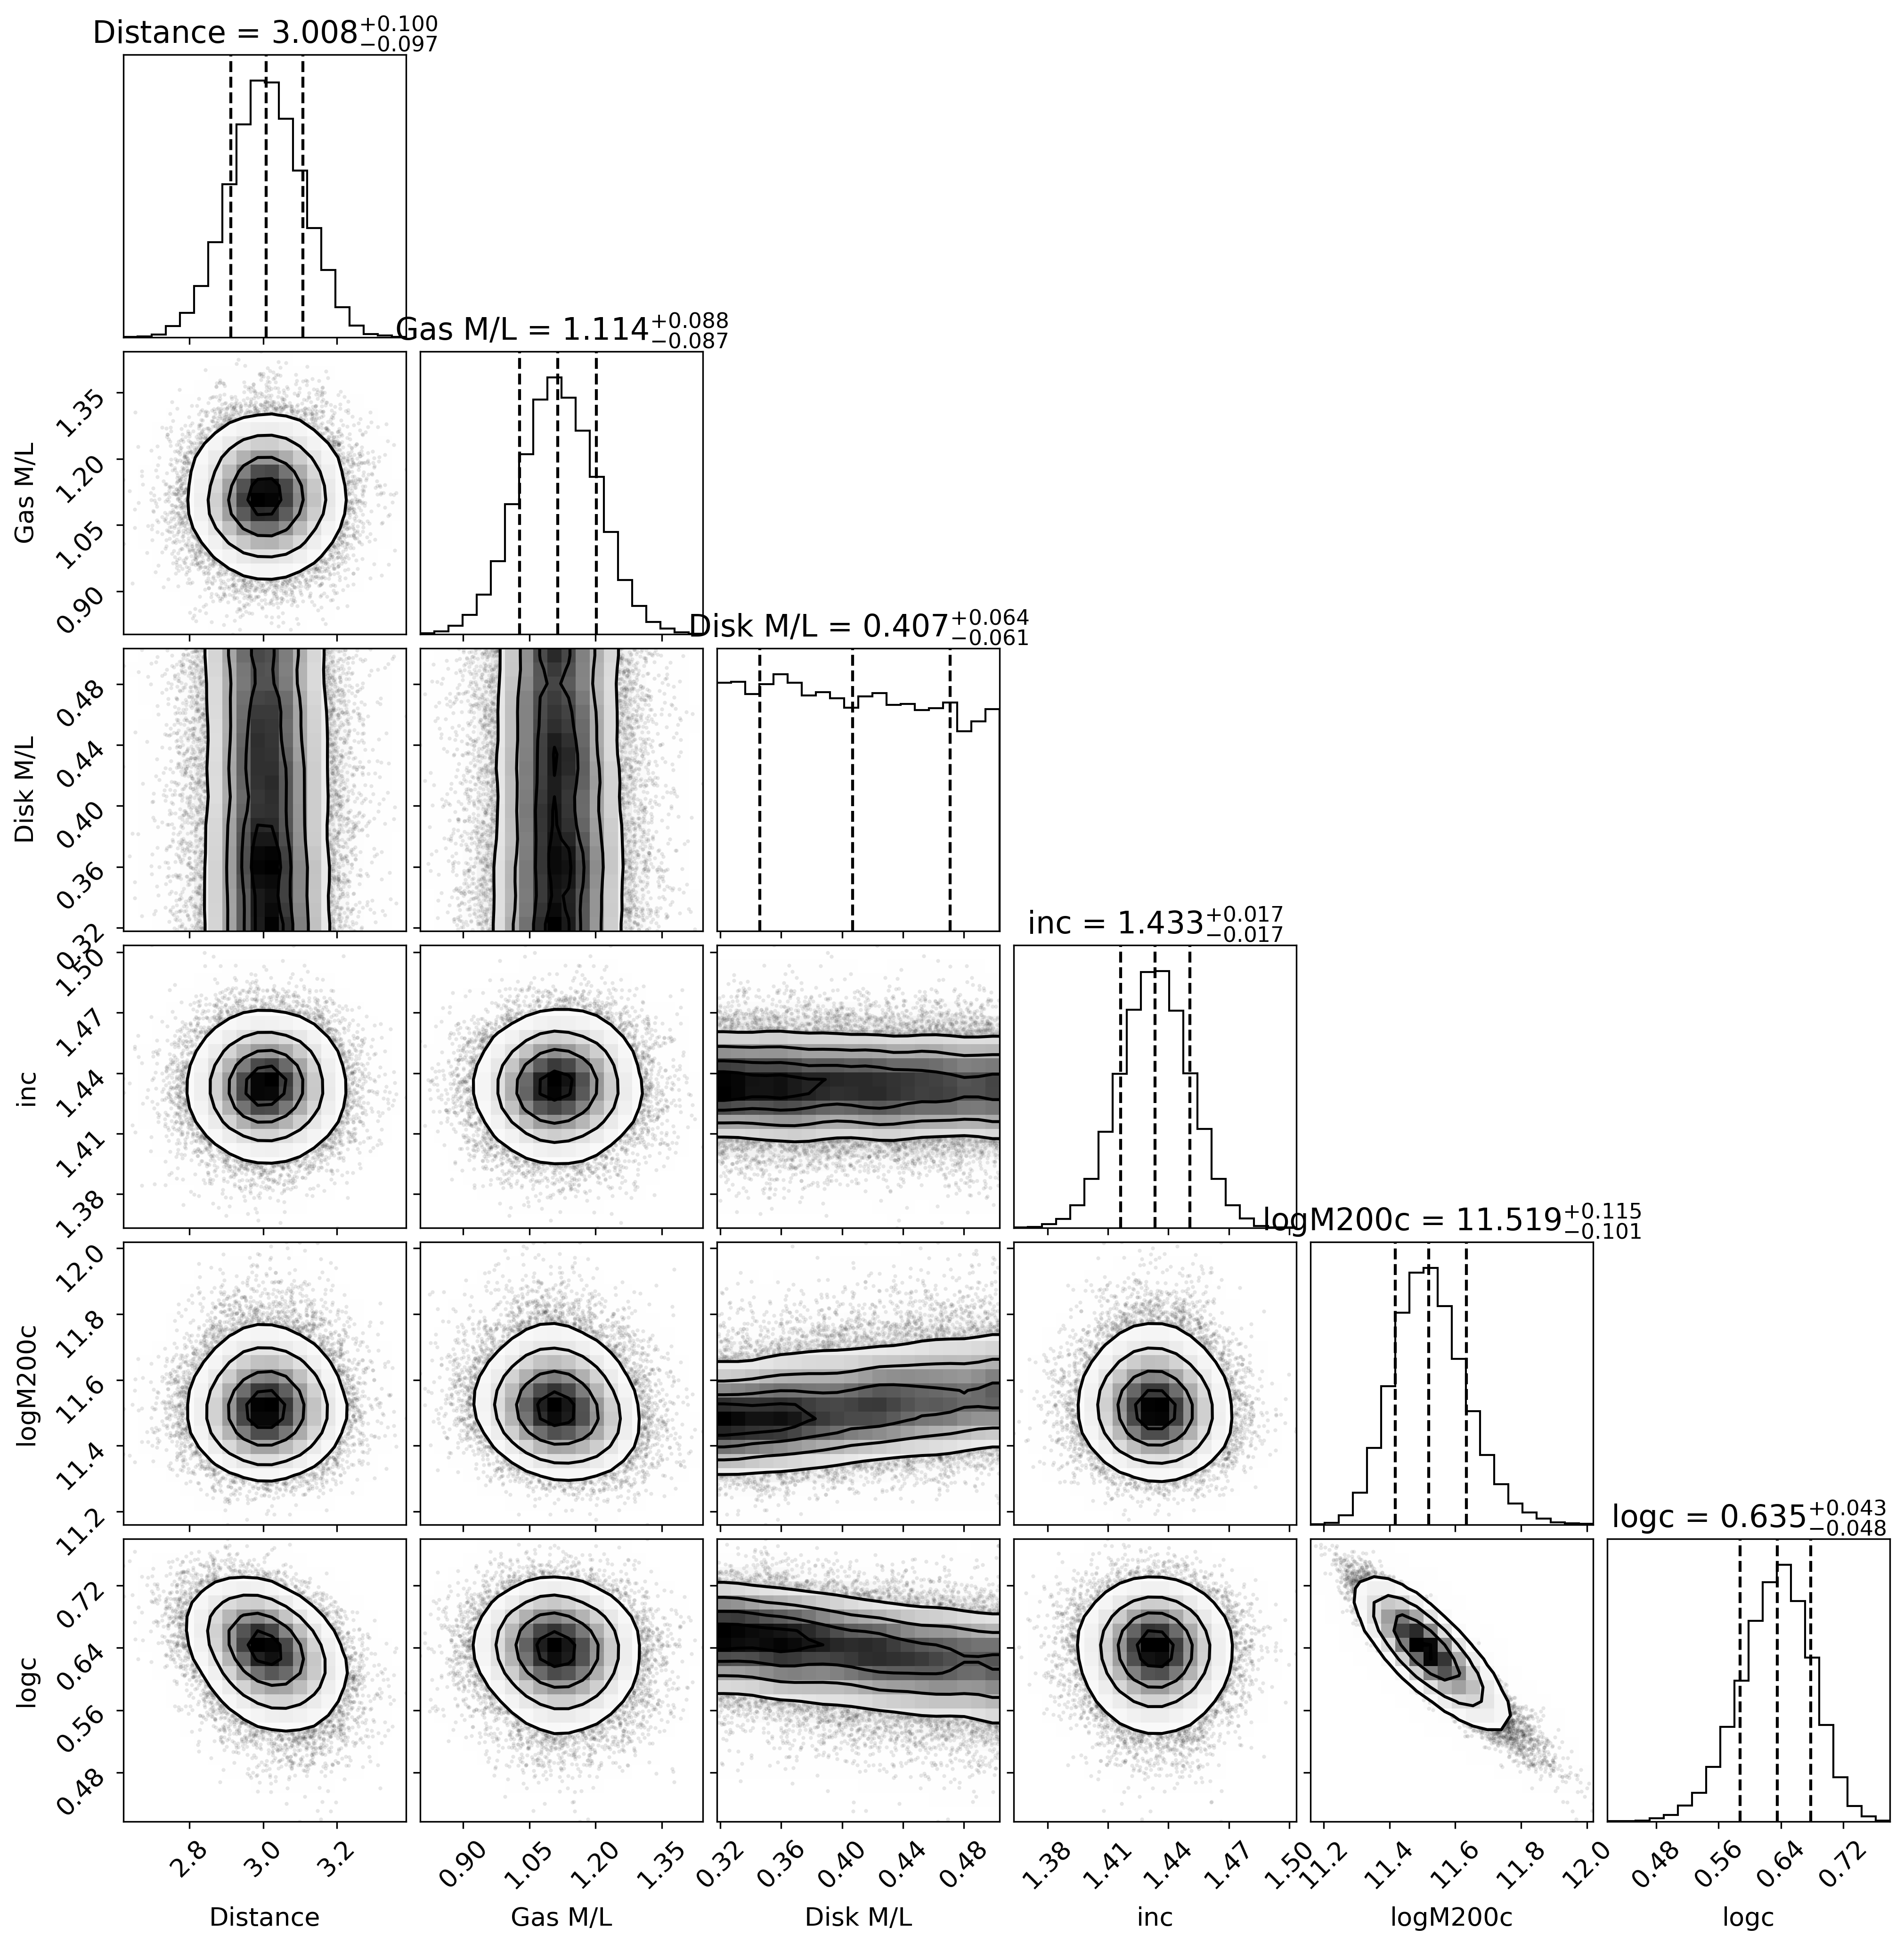 Distance = 3.008 +0.100 −0.097
Gas M/L = 1.114 +0.088 −0.087
1.35
1.20
1.05
0.90
Gas M/L
Disk M/L = 0.407 +0.064 −0.061
0.48
0.44
0.40
0.36
0.32
Disk M/L
inc = 1.433 +0.017 −0.017
1.50
1.47
1.44
1.41
1.38
inc
logM200c = 11.519 +0.115 −0.101
12.0
11.8
11.6
11.4
11.2
logM200c
logc = 0.635 +0.043 −0.048
0.72
0.64
0.56
0.48
logc
2.8 3.0 3.2
0.90 1.05 1.20 1.35
0.32 0.36 0.40 0.44 0.48
1.38 1.41 1.44 1.47 1.50
11.2 11.4 11.6 11.8 12.0
0.48 0.56 0.64 0.72
Distance Gas M/L Disk M/L inc logM200c logc